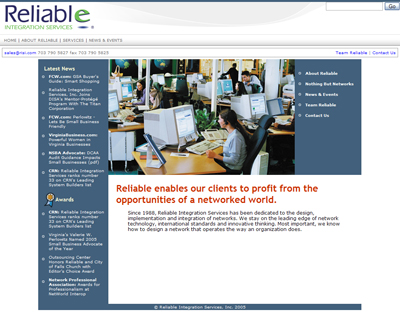 Reliable
INTEGRATION SERVICES
HOME | ABOUT RELIABLE | SERVICES | NEWS & EVENTS
sales@risi.com 703 790 5627 fax 703 790 5623
Team Reliable : Contact Us
Latest News
FCW.com: GSA Buyer's
Guide: Smart Shopping
Reliable Integration
Services, Inc. Joins
DISA's Mentor-Protégé
Program With The Titan
Corporation
FCW.com: Perlowitz -
Lets Be Small Business
Friendly
VirginiaBusiness.com:
Powerful Women in
Virginia Businesses
NSBA Advocate: DCAA
Audit Guidance Impacts
Small Businesses (pdf)
CRN: Reliable Integration
Services ranks number
33 on CRN's Leading
System Builders list
Awards
CRN: Reliable Integration
Services ranks number
33 on CRN's Leading
System Builders list
Virginia's Valerie W.
Perlowitz Named 2005
Small Business Advocate
of the Year
Outsourcing Center
Honors Reliable and City
of Falls Church with
Editor's Choice Award
Network Professional
Association: Awards for
Professionalism at
NetWorld Interop
About Reliable
Nothing But Networks
News & Events
Team Reliable
Contact Us
Reliable enables our clients to profit from the
opportunities of a networked world.
Since 1988, Reliable Integration Services has been dedicated to the design,
implementation and integration of networks. We stay on the leading edge of network
technology, international standards and innovative thinking. Most important, we know
how to design a network that operates the way an organization does.
© Reliable Integration Services, Inc. 2005